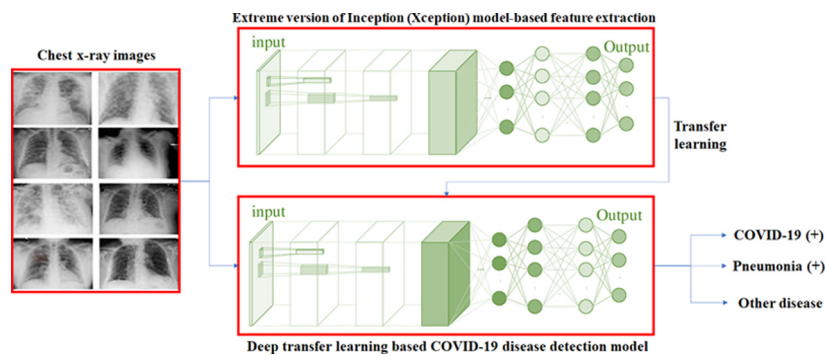 Extreme version of Inception (Xception) model-based feature extraction
Chest x-ray images
input
Output
Transfer
learning
input
Output
COVID-19 (+)
Pneumonia (+)
Other disease
Deep transfer learning based COVID-19 disease detection model